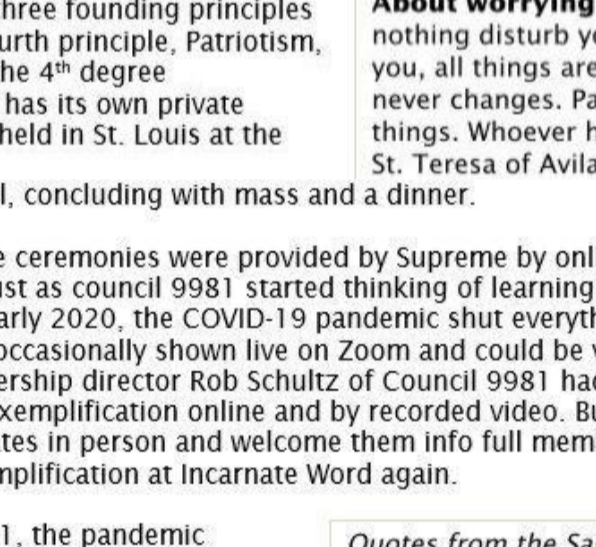 hree founding principles
urth principle, Patriotism,
he 4th degree
has its own private
held in St. Louis at the
About worrying
nothing disturb y
you, all things are
never changes. Pa
things. Whoever h
St. Teresa of Avila
l, concluding with mass and a dinner.
e ceremonies were provided by Supreme by onl
ust as council 9981 started thinking of learning
arly 2020, the COVID-19 pandemic shut everyth
occasionally shown live on Zoom and could be v
ership director Rob Schultz of Council 9981 had
xemplification online and by recorded video. Bu
tes in person and welcome them info full mem
mplification at Incarnate Word again.
1, the pandemic
Quotes from the Sa